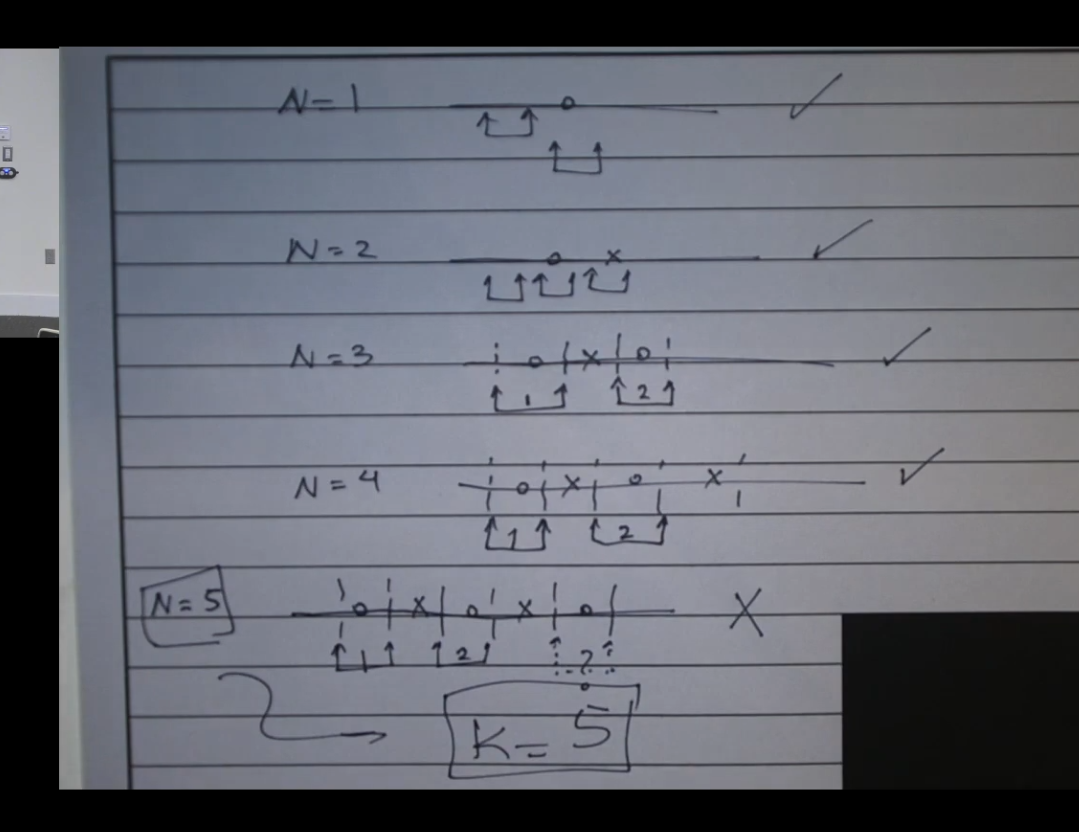 N = 1
N = 2 x
N = 3 x
1 2
N = 4 x x
1 2
N = 5 x x X
1 2 ?
K = 5